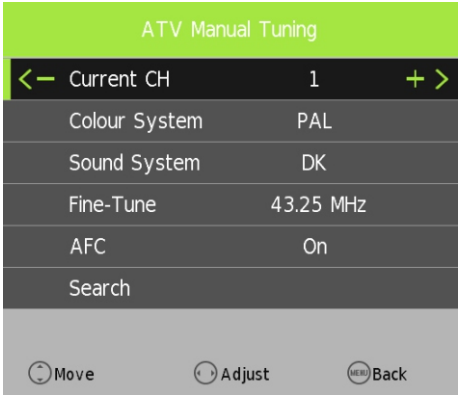 ATV Manual Tuning
<− Current CH 1 +>
Colour System PAL
Sound System DK
Fine-Tune 43.25 MHz
AFC On
Search
Move Adjust MENU Back